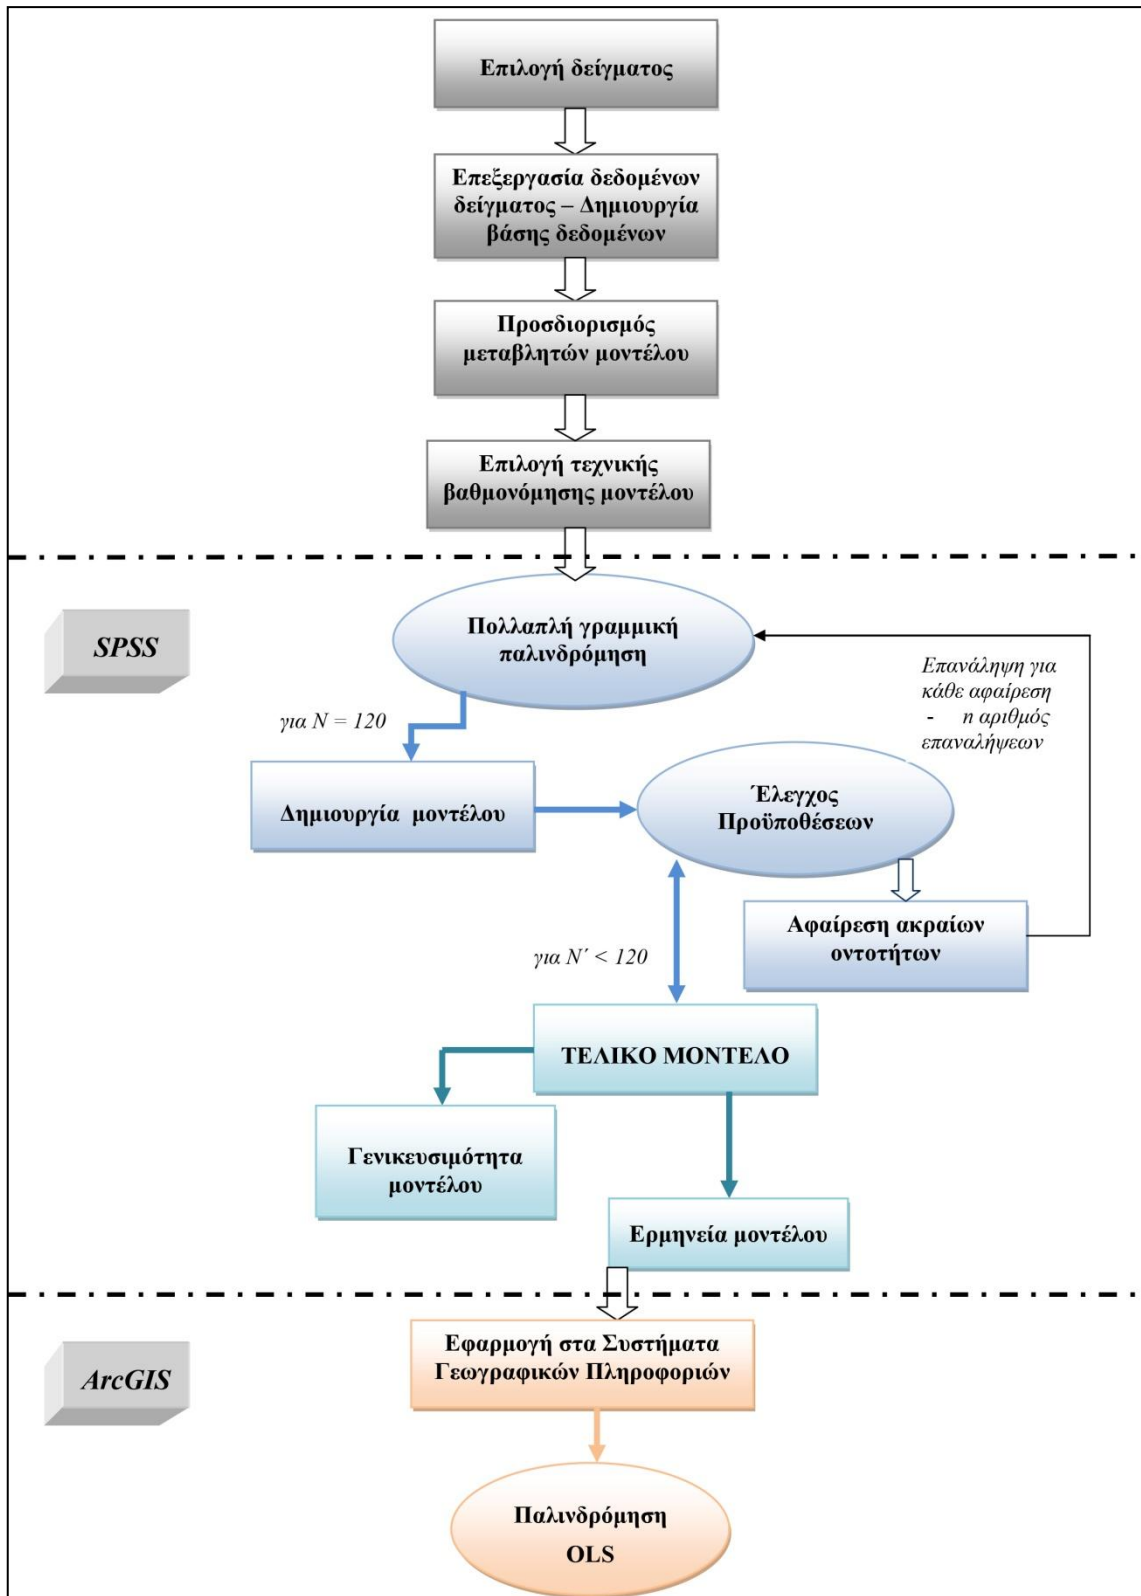 Επιλογή δείγματος
Επεξεργασία δεδομένων
δείγματος – Δημιουργία
βάσης δεδομένων
Προσδιορισμός
μεταβλητών μοντέλου
Επιλογή τεχνικής
βαθμονόμησης μοντέλου
SPSS
Πολλαπλή γραμμική
παλινδρόμηση
Επανάληψη για
κάθε αφαίρεση
- n αριθμός
επαναλήψεων
για N = 120
Δημιουργία μοντέλου
Έλεγχος
Προϋποθέσεων
Αφαίρεση ακραίων
οντοτήτων
για N΄ < 120
ΤΕΛΙΚΟ ΜΟΝΤΕΛΟ
Γενικευσιμότητα
μοντέλου
Ερμηνεία μοντέλου
ArcGIS
Εφαρμογή στα Συστήματα
Γεωγραφικών Πληροφοριών
Παλινδρόμηση
OLS